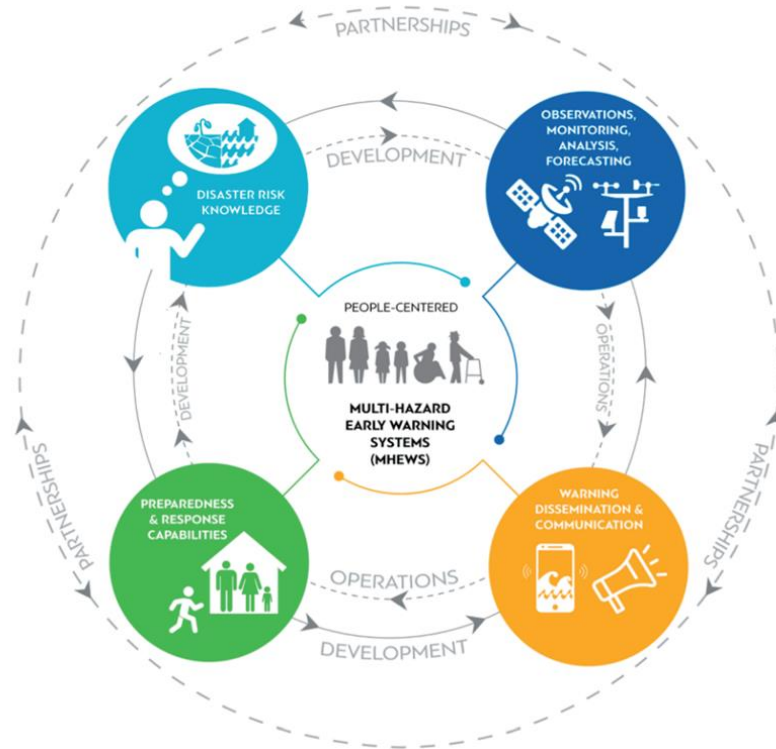 PARTNERSHIPS
DISASTER RISK
KNOWLEDGE
DEVELOPMENT
OBSERVATIONS,
MONITORING,
ANALYSIS,
FORECASTING
DEVELOPMENT
PEOPLE-CENTERED
MULTI-HAZARD
EARLY WARNING
SYSTEMS
(MHEWS)
OPERATIONS
PARTNERSHIPS
PREPAREDNESS
& RESPONSE
CAPABILITIES
OPERATIONS
DEVELOPMENT
WARNING
DISSEMINATION &
COMMUNICATION
PARTNERSHIPS